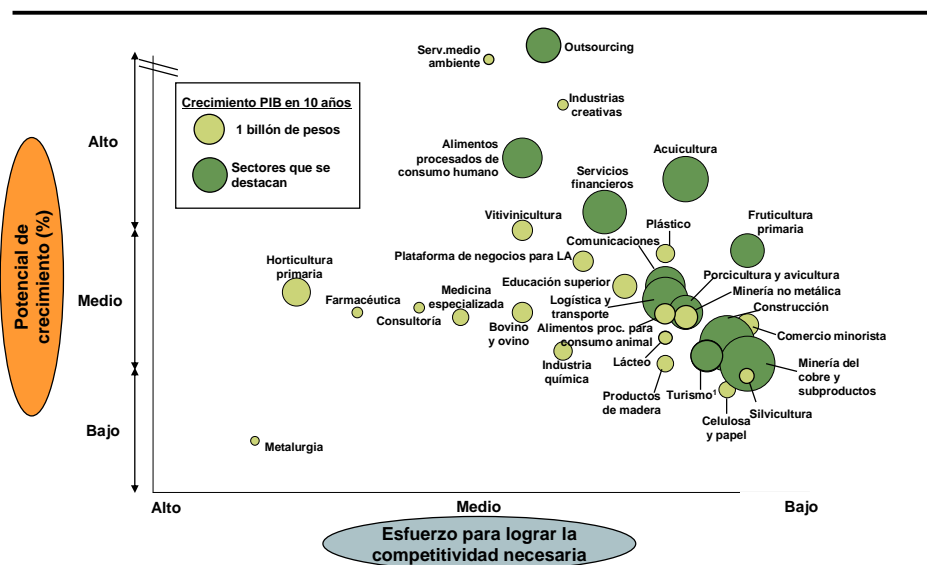 Serv.medio
ambiente
Outsourcing
Crecimiento PIB en 10 años
1 billón de pesos
Sectores que se
destacan
Industrias
creativas
Alto
Alimentos
procesados de
consumo humano
Acuicultura
Servicios
financieros
Vitivinicultura
Plástico
Fruticultura
primaria
Comunicaciones
Potencial de
crecimiento (%)
Horticultura
primaria
Plataforma de negocios para LA
Educación superior
Porcicultura y avicultura
Minería no metálica
Medio
Farmacéutica
Consultoría
Medicina
especializada
Logística y
transporte
Construcción
Bovino
y ovino
Alimentos proc. para
consumo animal
Comercio minorista
Industria
química
Lácteo
Minería del
cobre y
subproductos
Productos
de madera
Turismo¹
Silvicultura
Celulosa
y papel
Bajo
Metalurgia
Alto
Medio
Bajo
Esfuerzo para lograr la
competitividad necesaria